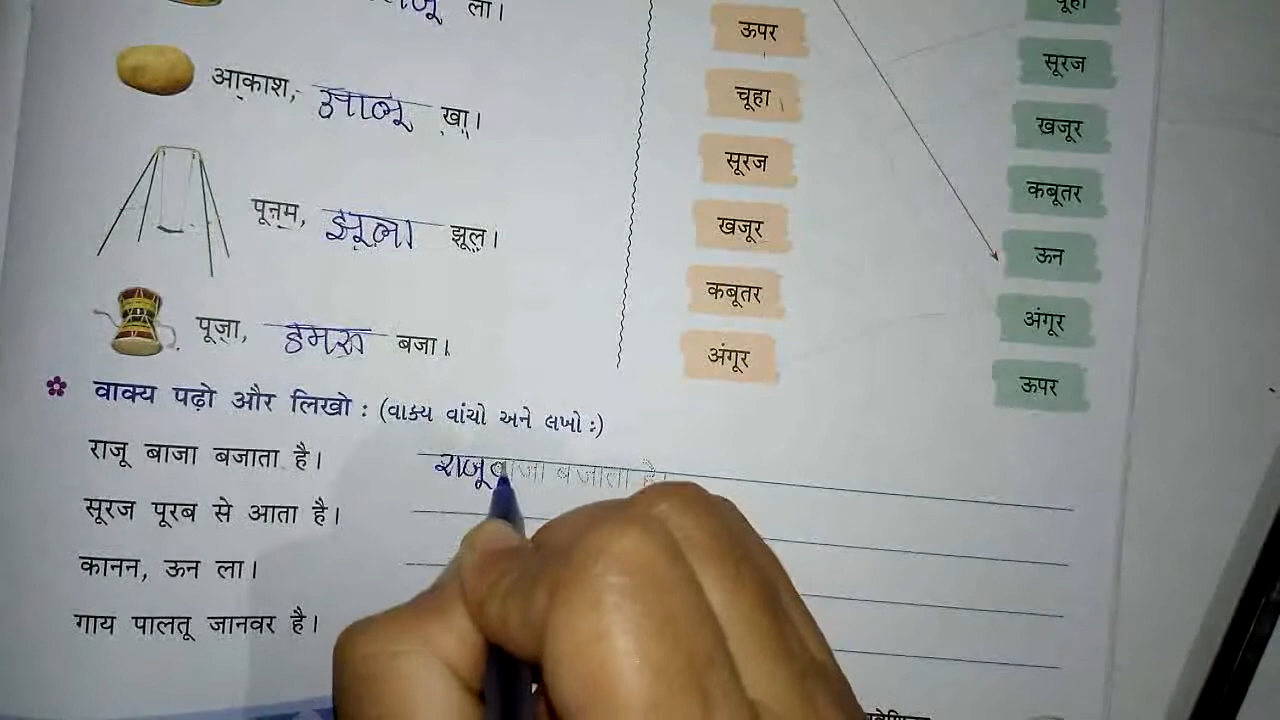 ला।
आकाश, आलू खा।
पूनम, झूला झूल।
पूजा, डमरू बजा।
ऊपर
चूहा
सूरज
खजूर
कबूतर
अंगूर
चूहा
सूरज
खजूर
कबूतर
ऊन
अंगूर
ऊपर
वाक्य पढ़ो और लिखो : (વાક્ય વાંચો અને લખો :)
राजू बाजा बजाता है। राजू बाजा बजाता है।
सूरज पूरब से आता है।
कानन, ऊन ला।
गाय पालतू जानवर है।